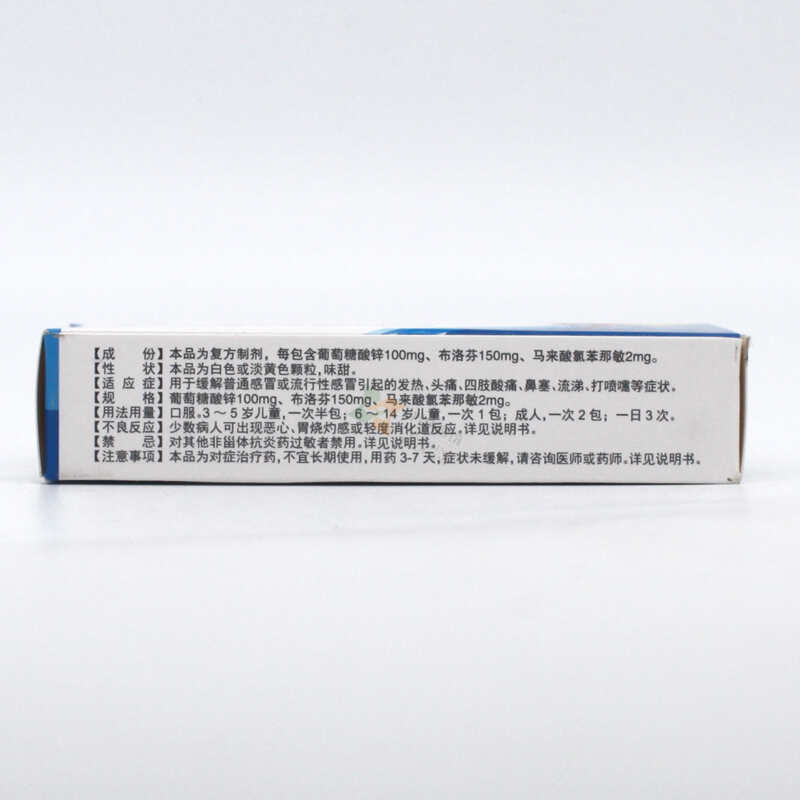 【成 份】本品为复方制剂，每包含葡萄糖酸锌100mg、布洛芬150mg、马来酸氯苯那敏2mg。
【性 状】本品为白色或淡黄色颗粒，味甜。
【适 应 症】用于缓解普通感冒或流行性感冒引起的发热、头痛、四肢酸痛、鼻塞、流涕、打喷嚏等症状。
【规 格】葡萄糖酸锌100mg、布洛芬150mg、马来酸氯苯那敏2mg。
【用法用量】口服。3～5岁儿童，一次半包；6～14岁儿童，一次1包；成人，一次2包；一日3次。
【不良反应】少数病人可出现恶心、胃烧灼感或轻度消化道反应。详见说明书。
【禁 忌】对其他非甾体抗炎药过敏者禁用。详见说明书。
【注意事项】本品为对症治疗药，不宜长期使用，用药3-7天，症状未缓解，请咨询医师或药师。详见说明书。